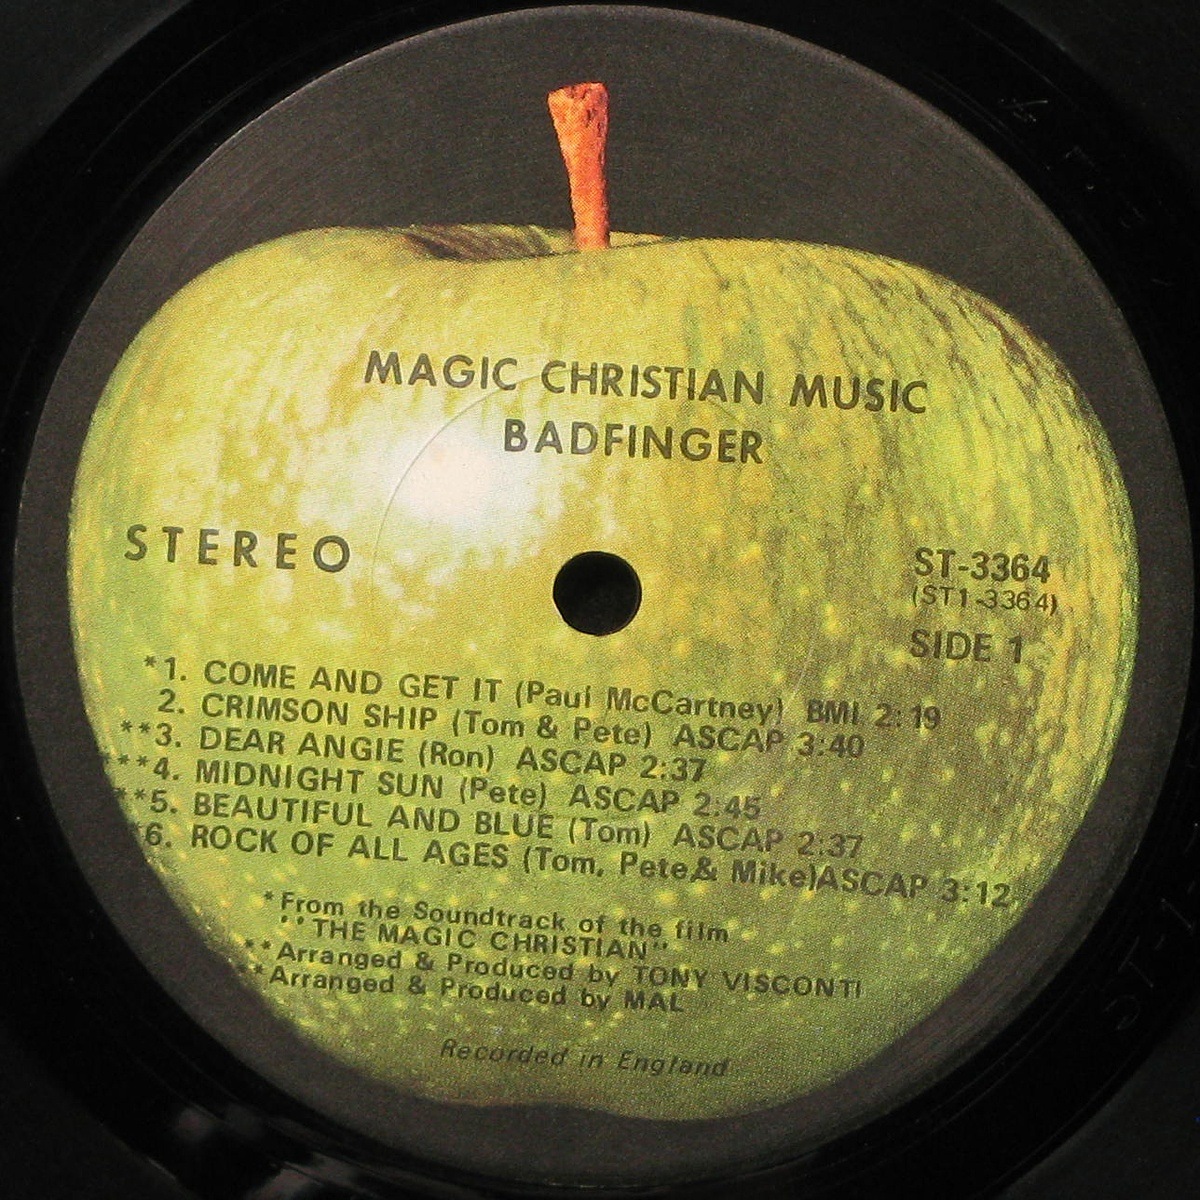 MAGIC CHRISTIAN MUSIC
BADFINGER
STEREO
ST-3364
(ST1-3364)
SIDE 1
*1. COME AND GET IT (Paul McCartney) BMI 2:19
2. CRIMSON SHIP (Tom & Pete) ASCAP 3:40
**3. DEAR ANGIE (Ron) ASCAP 2:37
***4. MIDNIGHT SUN (Pete) ASCAP 2:45
**5. BEAUTIFUL AND BLUE (Tom) ASCAP 2:37
*6. ROCK OF ALL AGES (Tom, Pete & Mike)ASCAP 3:12
*From the Soundtrack of the film
''THE MAGIC CHRISTIAN"
**Arranged & Produced by TONY VISCONTI
**Arranged & Produced by MAL
Recorded in England